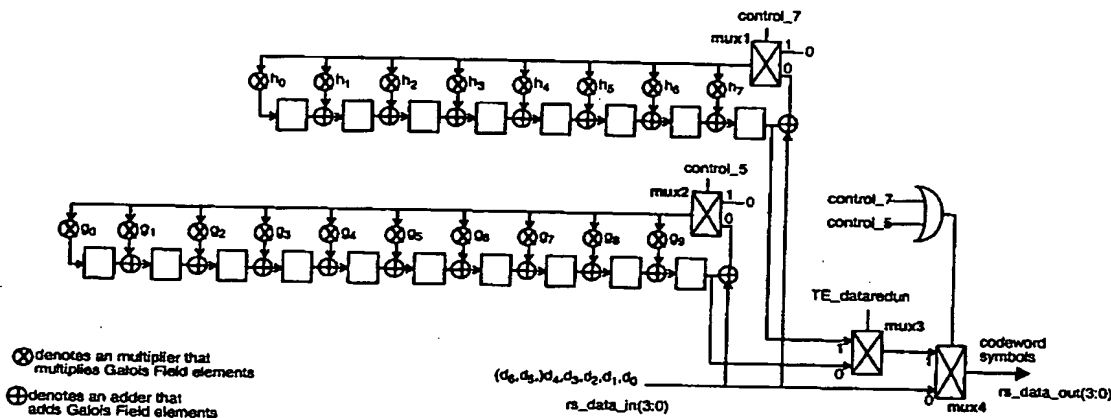 control_7
mux1
1
0
0
h0
h1
h2
h3
h4
h5
h6
h7
control_5
mux2
1
0
0
g0
g1
g2
g3
g4
g5
g6
g7
g8
g9
control_7
control_5
TE_dataredun
mux3
1
0
codeword
symbols
1
0
mux4
rs_data_out(3:0)
(d6,d5,)d4,d3,d2,d1,d0
rs_data_in(3:0)
⊗ denotes an multiplier that
multiplies Galois Field elements
⊕ denotes an adder that
adds Galois Field elements